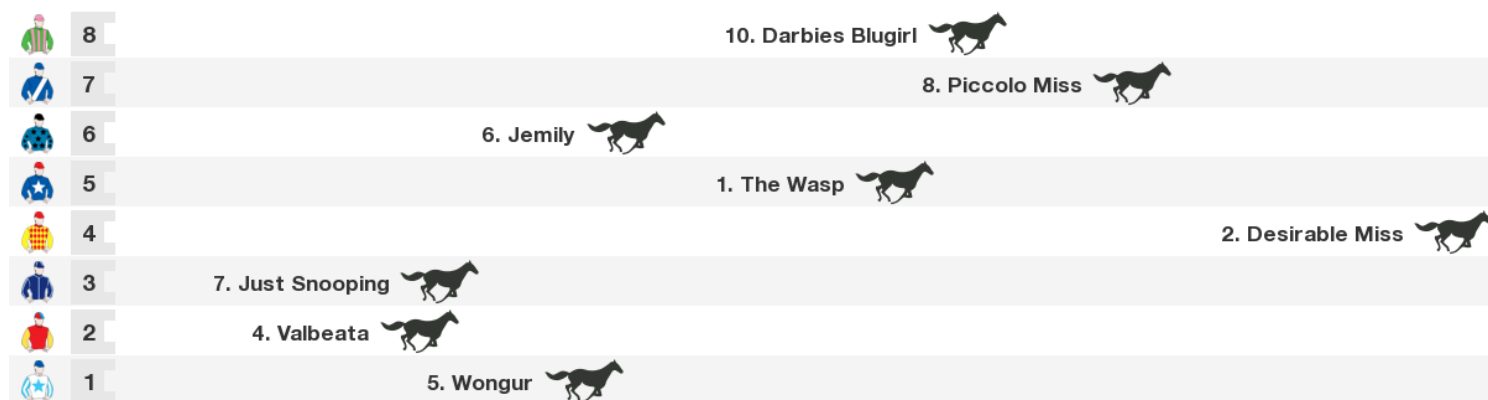 8 10. Darbies Blugirl
7 8. Piccolo Miss
6 6. Jemily
5 1. The Wasp
4 2. Desirable Miss
3 7. Just Snooping
2 4. Valbeata
1 5. Wongur